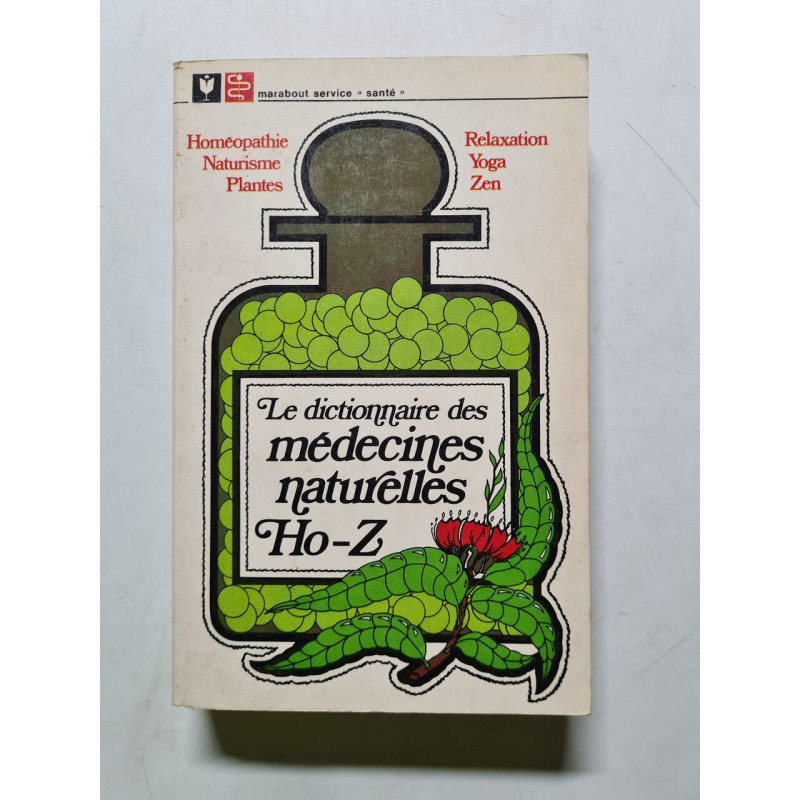 marabout service " santé "
Homéopathie
Naturisme
Plantes
Relaxation
Yoga
Zen
Le dictionnaire des
médecines
naturelles
Ho-Z